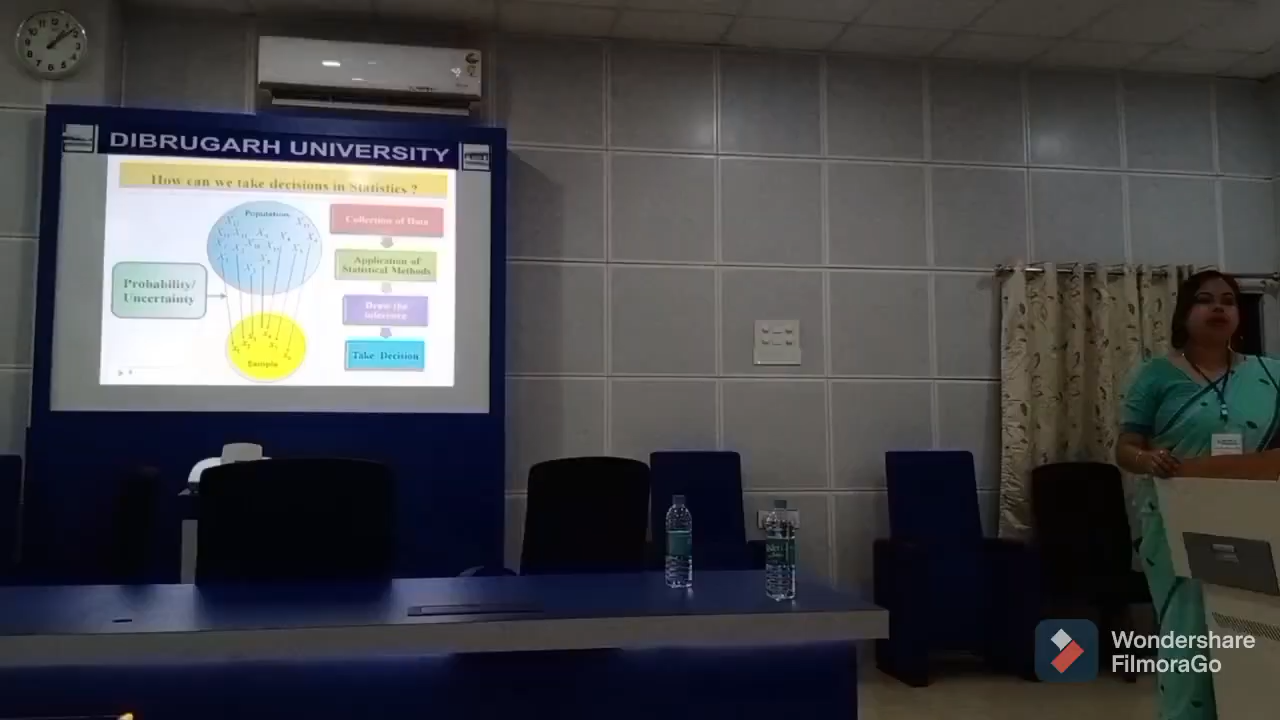 DIBRUGARH UNIVERSITY
How can we take decisions in Statistics ?
Population
Collection of Data
Application of
Statistical Methods
Probability/
Uncertainty
Draw the
inference
Take Decision
Sample
Wondershare
FilmoraGo